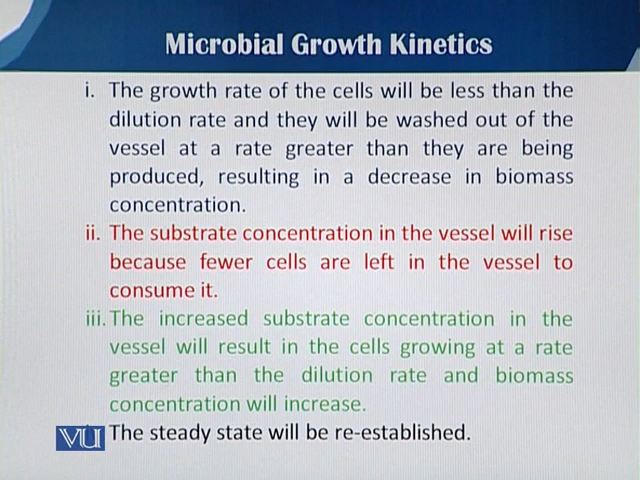 Microbial Growth Kinetics
i. The growth rate of the cells will be less than the
dilution rate and they will be washed out of the
vessel at a rate greater than they are being
produced, resulting in a decrease in biomass
concentration.
ii. The substrate concentration in the vessel will rise
because fewer cells are left in the vessel to
consume it.
iii. The increased substrate concentration in the
vessel will result in the cells growing at a rate
greater than the dilution rate and biomass
concentration will increase.
VU The steady state will be re-established.